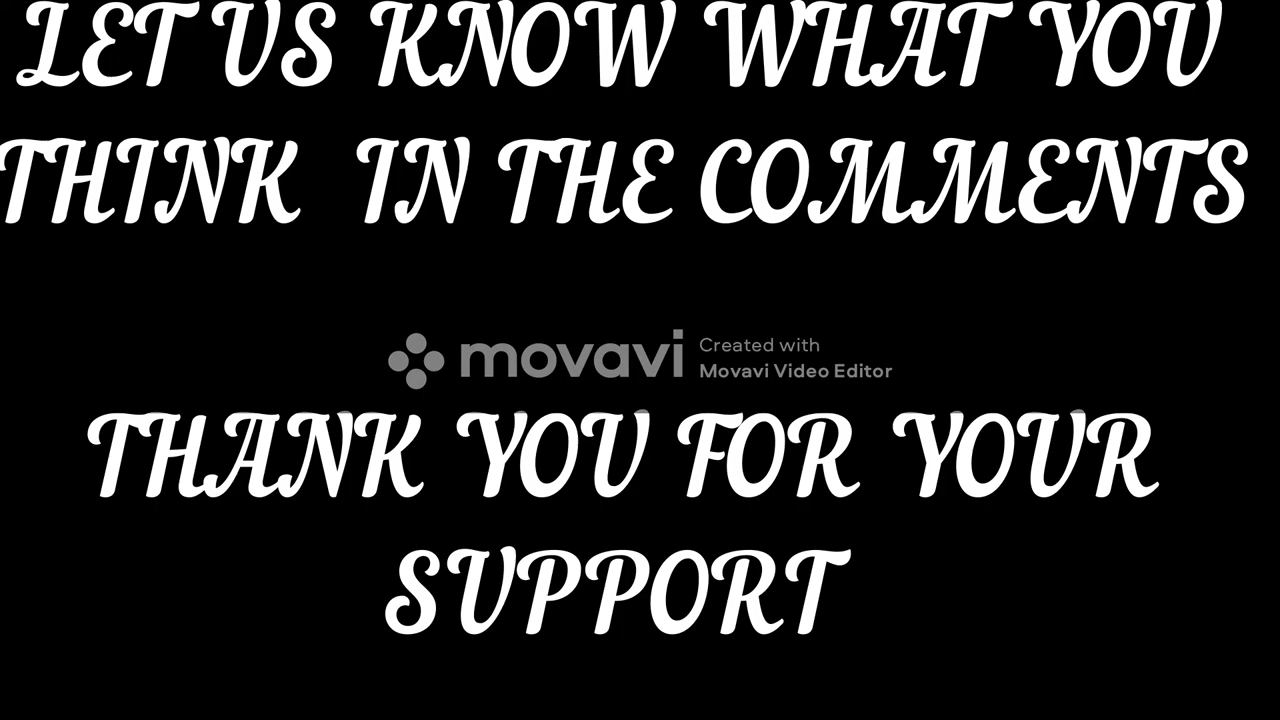 LET US KNOW WHAT YOU
THINK IN THE COMMENTS
movavi
Created with
Movavi Video Editor
THANK YOU FOR YOUR
SUPPORT